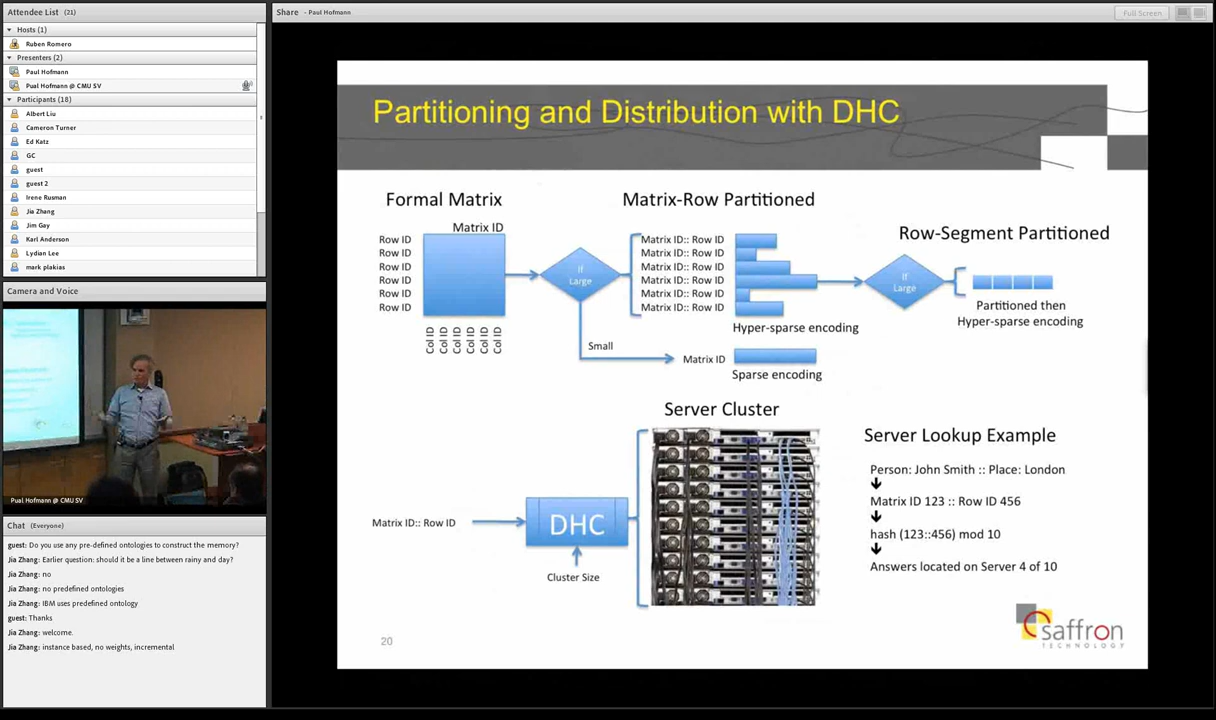 Attendee List (21)
Hosts (1)
Ruben Romero
Presenters (2)
Paul Hofmann
Pual Hofmann @ CMU SV
Participants (18)
Albert Liu
Cameron Turner
Ed Katz
GC
guest
guest 2
Irene Rusman
Jia Zhang
Jim Gay
Karl Anderson
Lydian Lee
mark plakias
Camera and Voice
Pual Hofmann @ CMU SV
Chat (Everyone)
guest: Do you use any pre-defined ontologies to construct the memory?
Jia Zhang: Earlier question: should it be a line between rainy and day?
Jia Zhang: no
Jia Zhang: no predefined ontologies
Jia Zhang: IBM uses predefined ontology
guest: Thanks
Jia Zhang: welcome.
Jia Zhang: instance based, no weights, incremental
Share - Paul Hofmann
Full Screen
Partitioning and Distribution with DHC
Formal Matrix
Matrix ID
Row ID
Row ID
Row ID
Row ID
Row ID
Row ID
Col ID
Col ID
Col ID
Col ID
Col ID
Col ID
If
Large
Small
Matrix-Row Partitioned
Matrix ID:: Row ID
Matrix ID:: Row ID
Matrix ID:: Row ID
Matrix ID:: Row ID
Matrix ID:: Row ID
Matrix ID:: Row ID
Hyper-sparse encoding
Matrix ID
Sparse encoding
Row-Segment Partitioned
If
Large
Partitioned then
Hyper-sparse encoding
Server Cluster
Matrix ID:: Row ID
DHC
Cluster Size
Server Lookup Example
Person: John Smith :: Place: London
Matrix ID 123 :: Row ID 456
hash (123::456) mod 10
Answers located on Server 4 of 10
20
saffron
TECHNOLOGY